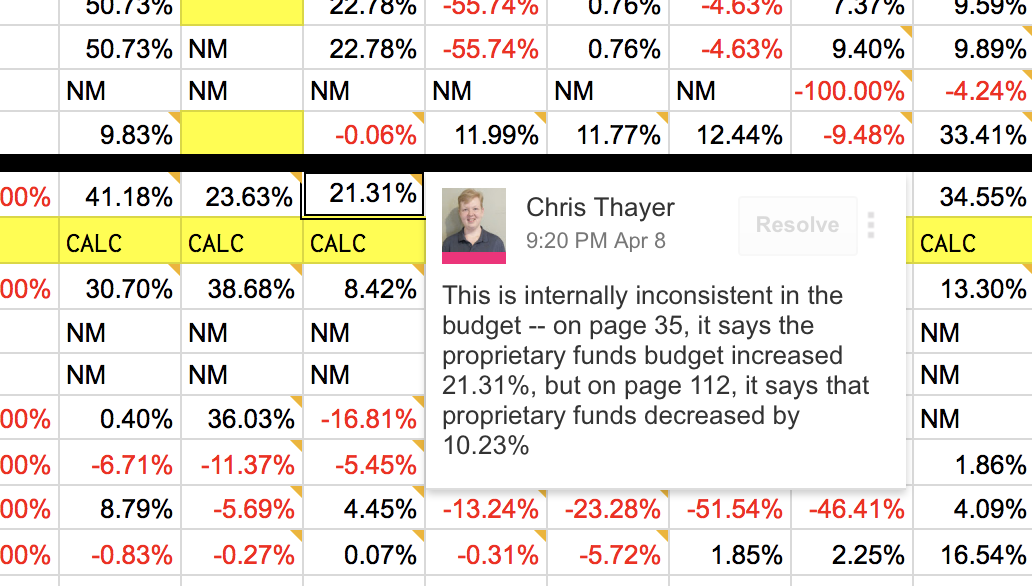 50.73% 22.78% -55.74% 0.76% -4.63% 7.37% 9.59%
50.73% NM 22.78% -55.74% 0.76% -4.63% 9.40% 9.89%
NM NM NM NM NM NM -100.00% -4.24%
9.83% -0.06% 11.99% 11.77% 12.44% -9.48% 33.41%
00% 41.18% 23.63% 21.31% 34.55%
CALC CALC CALC CALC
00% 30.70% 38.68% 8.42% 13.30%
NM NM NM NM
NM NM NM NM
00% 0.40% 36.03% -16.81% NM
00% -6.71% -11.37% -5.45% 1.86%
00% 8.79% -5.69% 4.45% -13.24% -23.28% -51.54% -46.41% 4.09%
00% -0.83% -0.27% 0.07% -0.31% -5.72% 1.85% 2.25% 16.54%
Chris Thayer
9:20 PM Apr 8
Resolve
This is internally inconsistent in the
budget -- on page 35, it says the
proprietary funds budget increased
21.31%, but on page 112, it says that
proprietary funds decreased by
10.23%